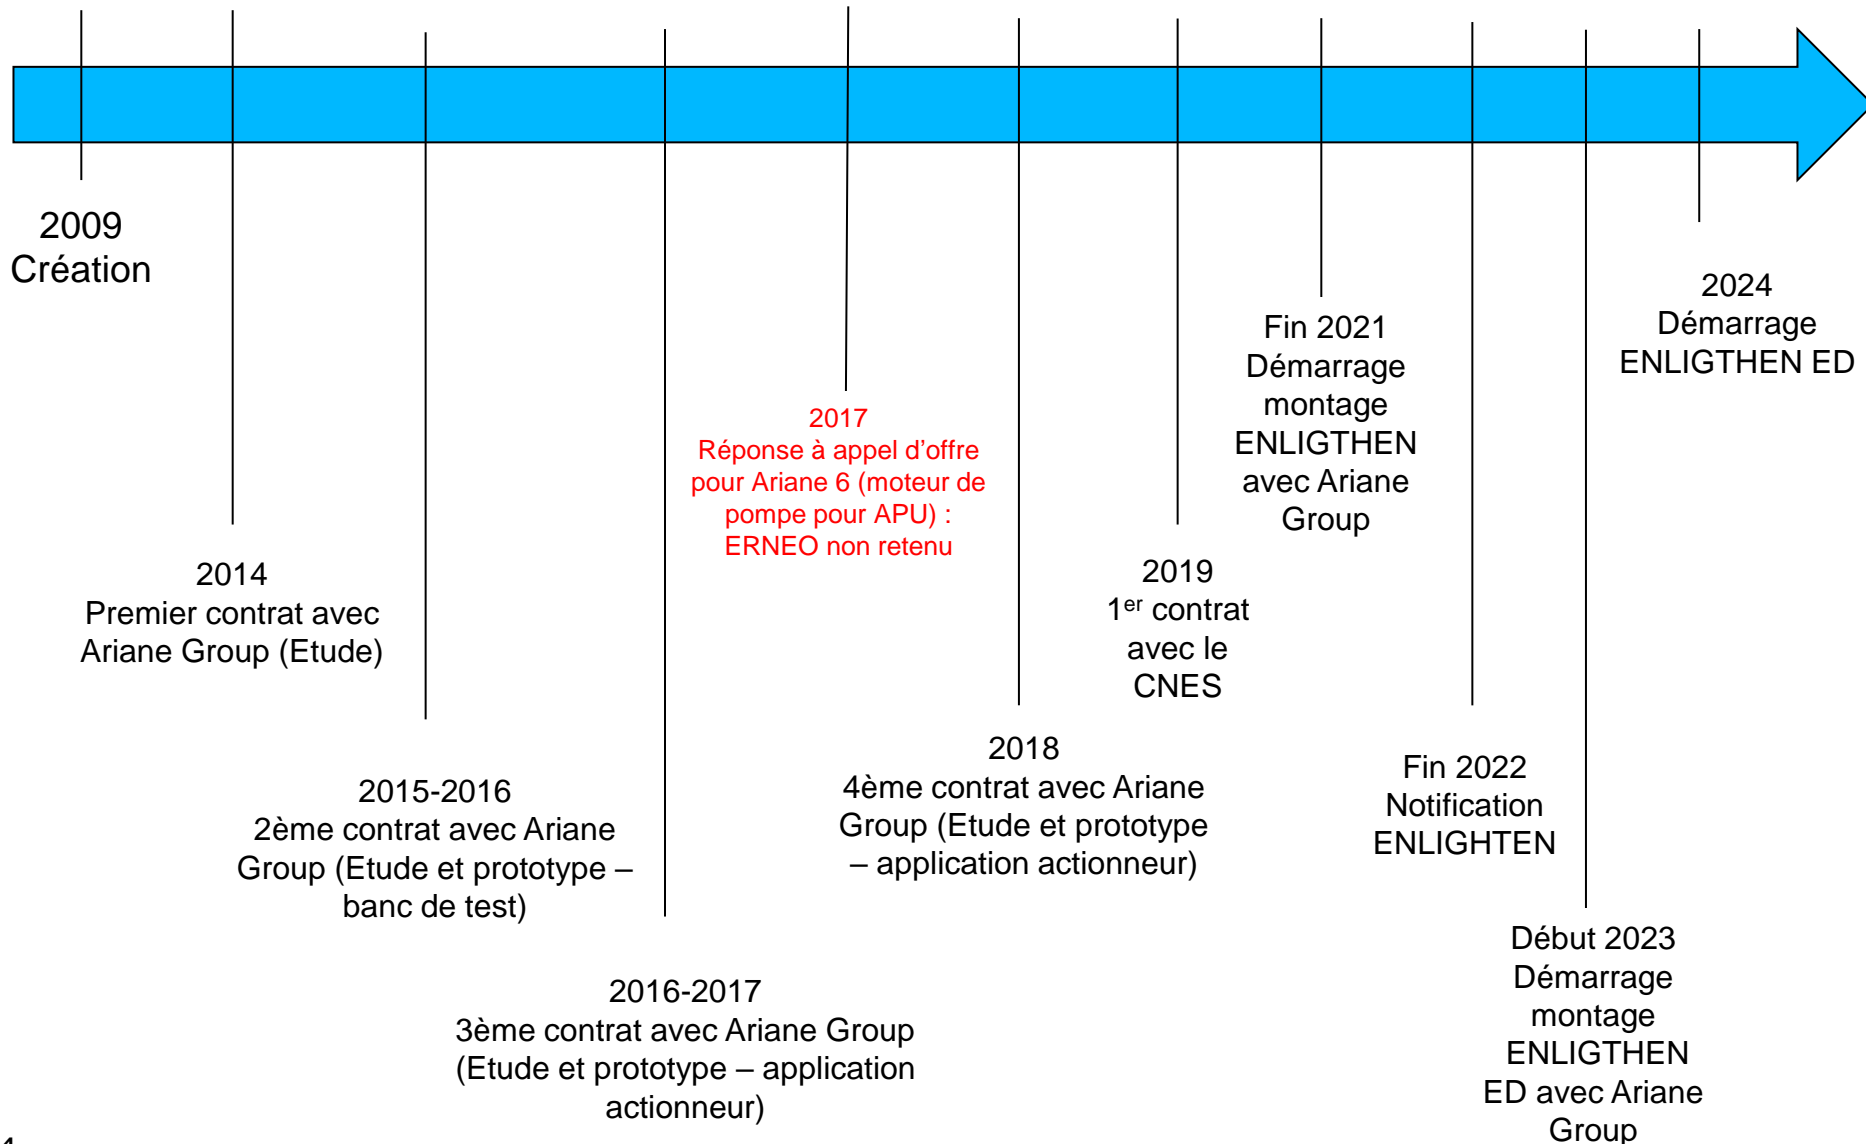 2009
Création
2014
Premier contrat avec
Ariane Group (Etude)
2015-2016
2ème contrat avec Ariane
Group (Etude et prototype –
banc de test)
2016-2017
3ème contrat avec Ariane Group
(Etude et prototype – application
actionneur)
2017
Réponse à appel d’offre
pour Ariane 6 (moteur de
pompe pour APU) :
ERNEO non retenu
2018
4ème contrat avec Ariane
Group (Etude et prototype
– application actionneur)
2019
1er contrat
avec le
CNES
Fin 2021
Démarrage
montage
ENLIGTHEN
avec Ariane
Group
Fin 2022
Notification
ENLIGHTEN
Début 2023
Démarrage
montage
ENLIGTHEN
ED avec Ariane
Group
2024
Démarrage
ENLIGTHEN ED